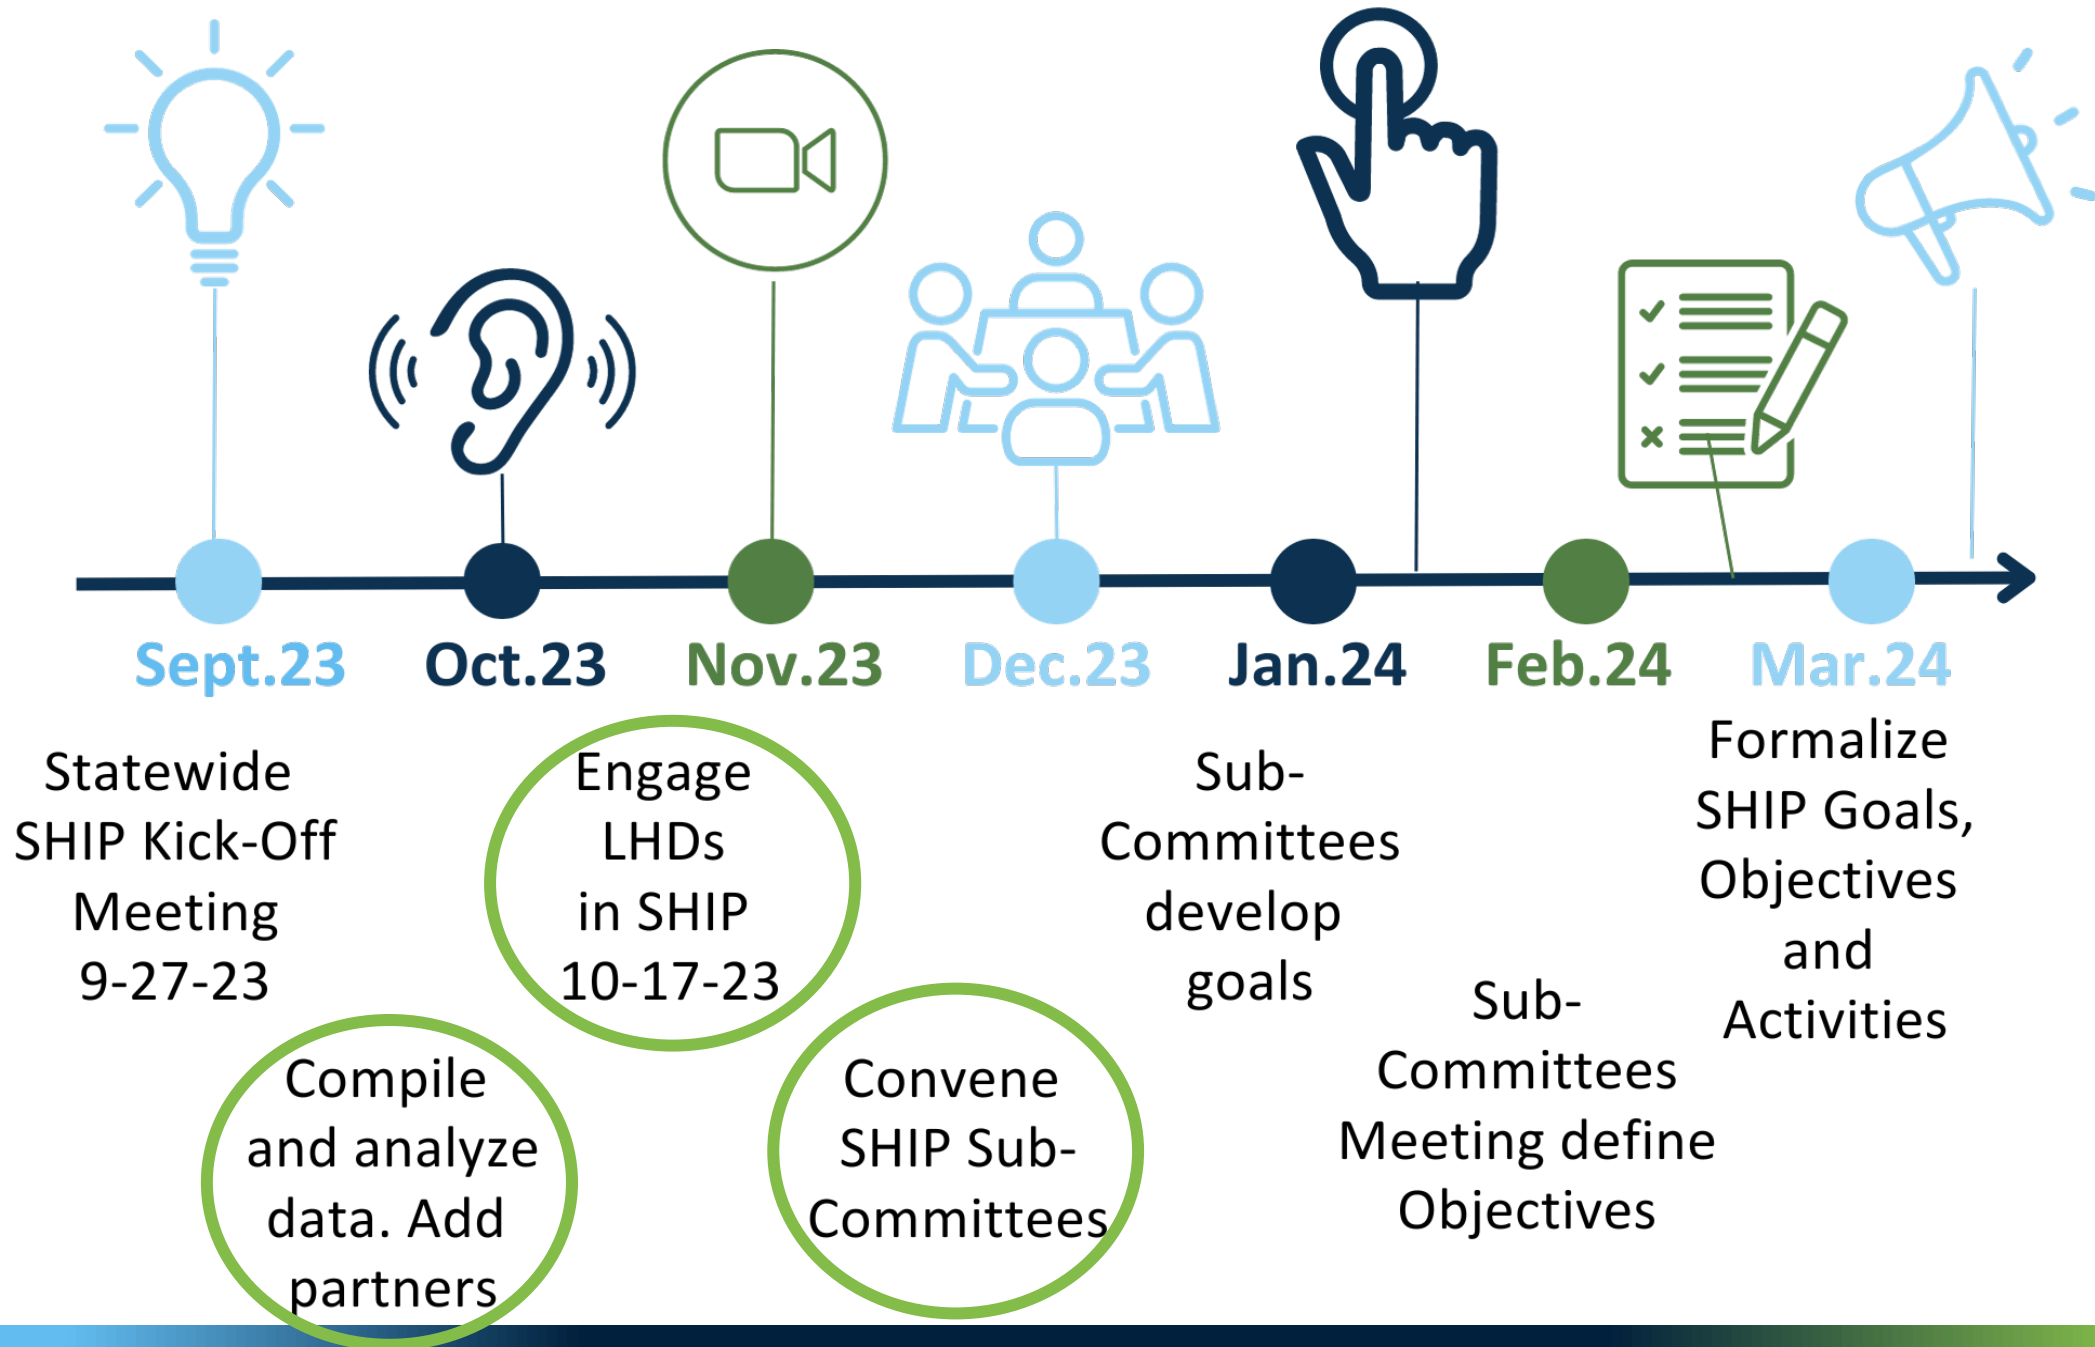 Sept.23
Oct.23
Nov.23
Dec.23
Jan.24
Feb.24
Mar.24
Statewide
SHIP Kick-Off
Meeting
9-27-23
Compile
and analyze
data. Add
partners
Engage
LHDs
in SHIP
10-17-23
Convene
SHIP Sub-
Committees
Sub-
Committees
develop
goals
Sub-
Committees
Meeting define
Objectives
Formalize
SHIP Goals,
Objectives
and
Activities